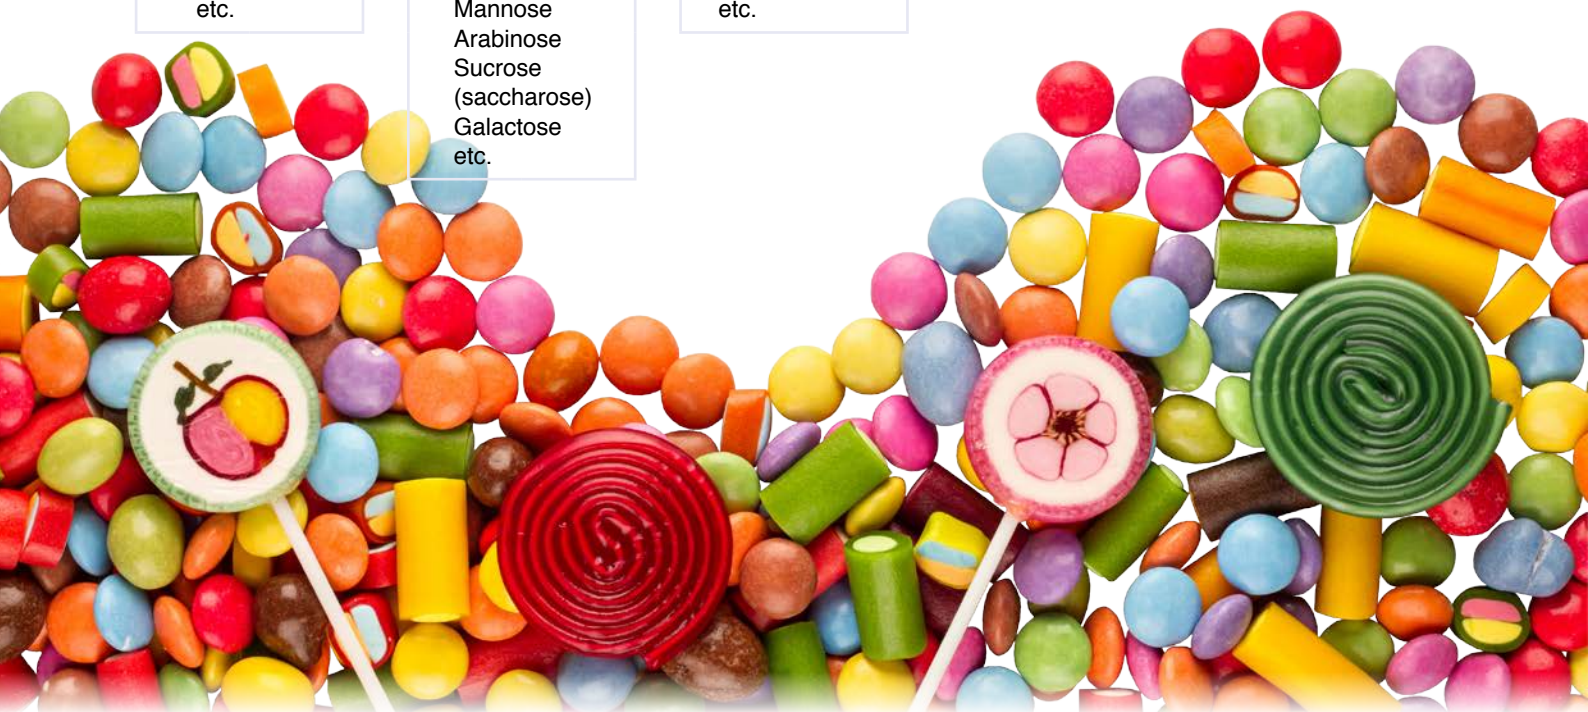 etc.
Mannose
Arabinose
Sucrose
(saccharose)
Galactose
etc.
etc.